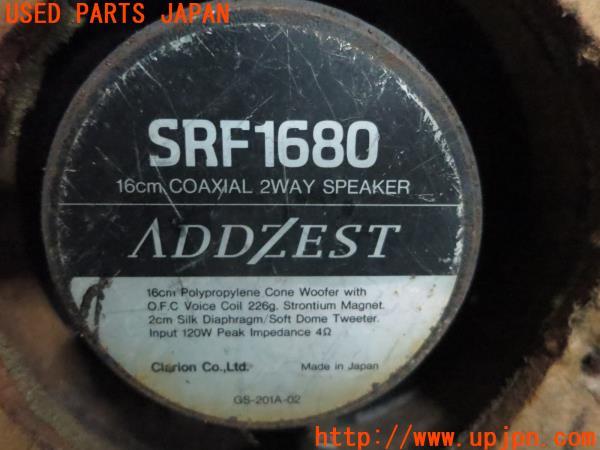 USED PARTS JAPAN
SRF1680
16cm COAXIAL 2WAY SPEAKER
ADDZEST
16cm Polypropylene Cone Woofer with
O.F.C Voice Coil 226g. Strontium Magnet.
2cm Silk Diaphragm/Soft Dome Tweeter.
Input 120W Peak Impedance 4Ω
Clarion Co.,Ltd. Made in Japan
GS-201A-02
http://www.upjpn.com